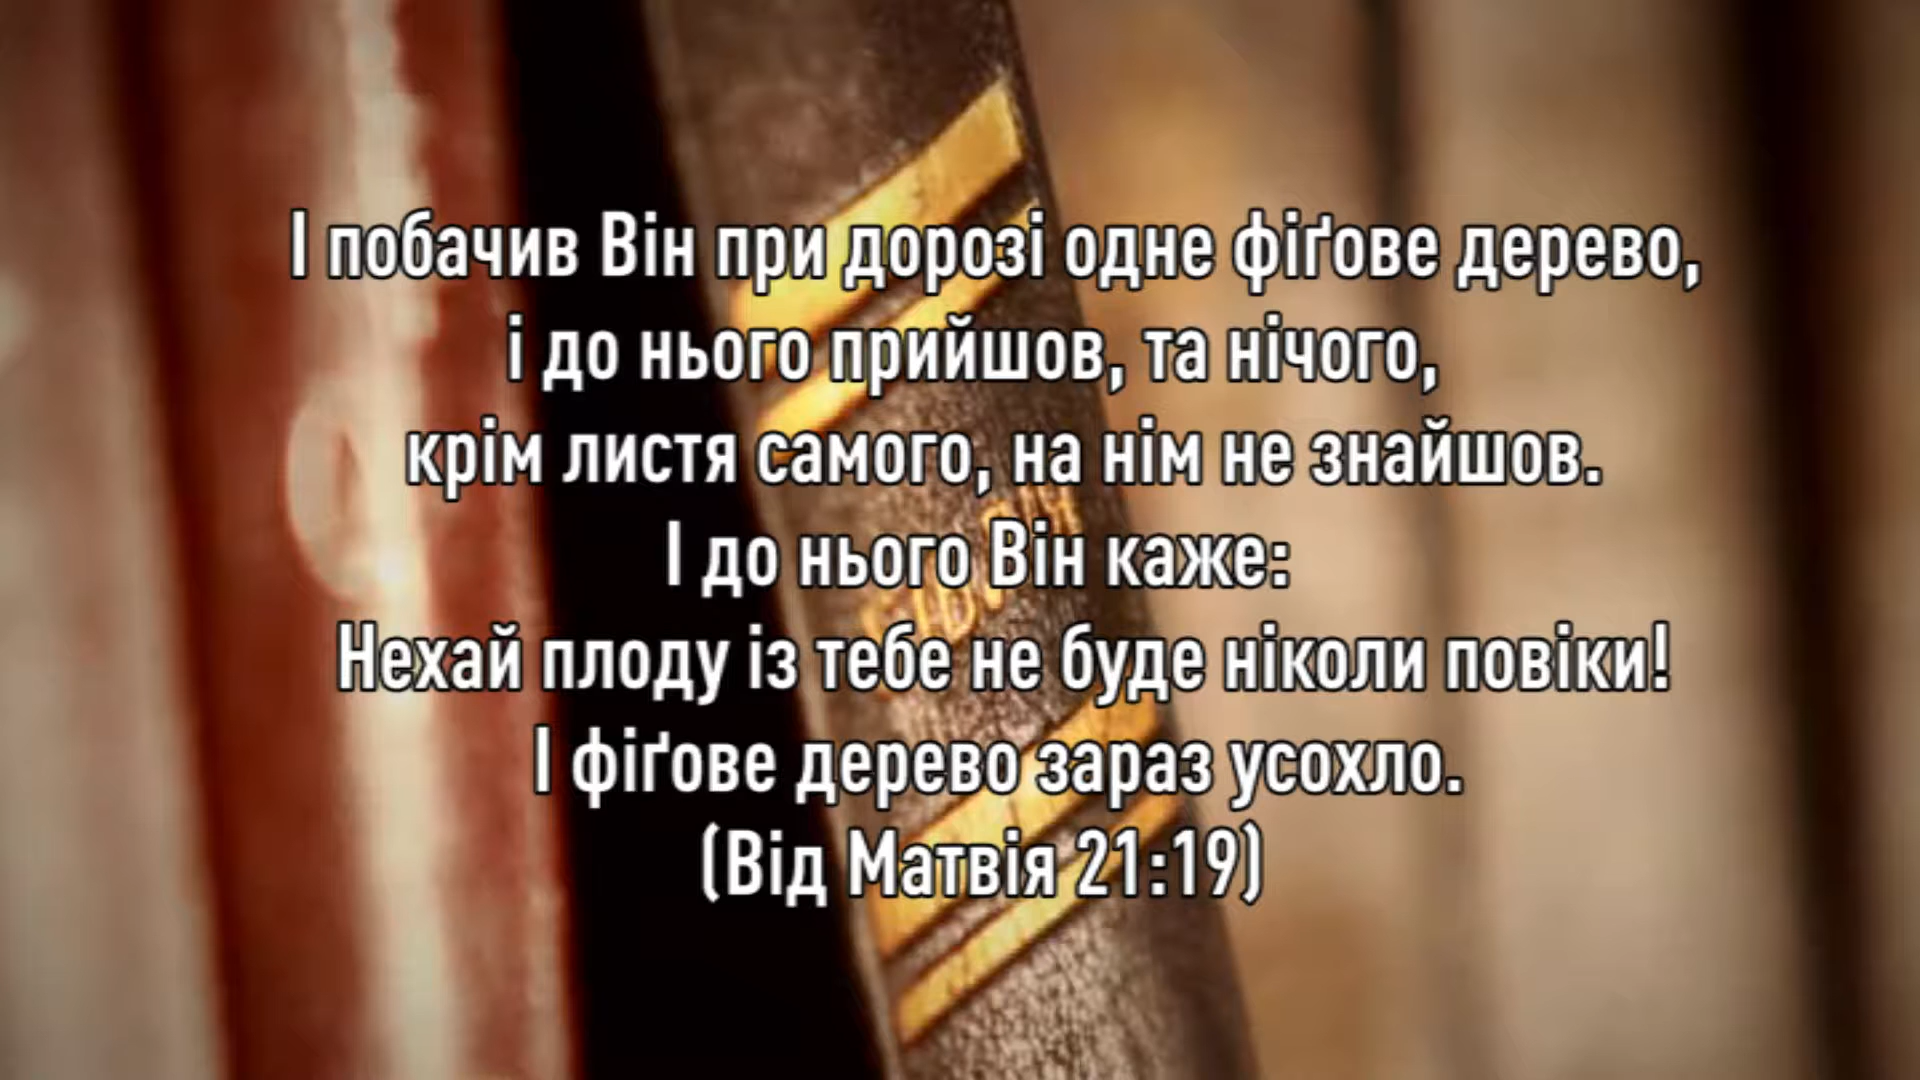 І побачив Він при дорозі одне фіґове дерево,
і до нього прийшов, та нічого,
крім листя самого, на нім не знайшов.
І до нього Він каже:
Нехай плоду із тебе не буде ніколи повіки!
І фіґове дерево зараз усохло.
(Від Матвія 21:19)